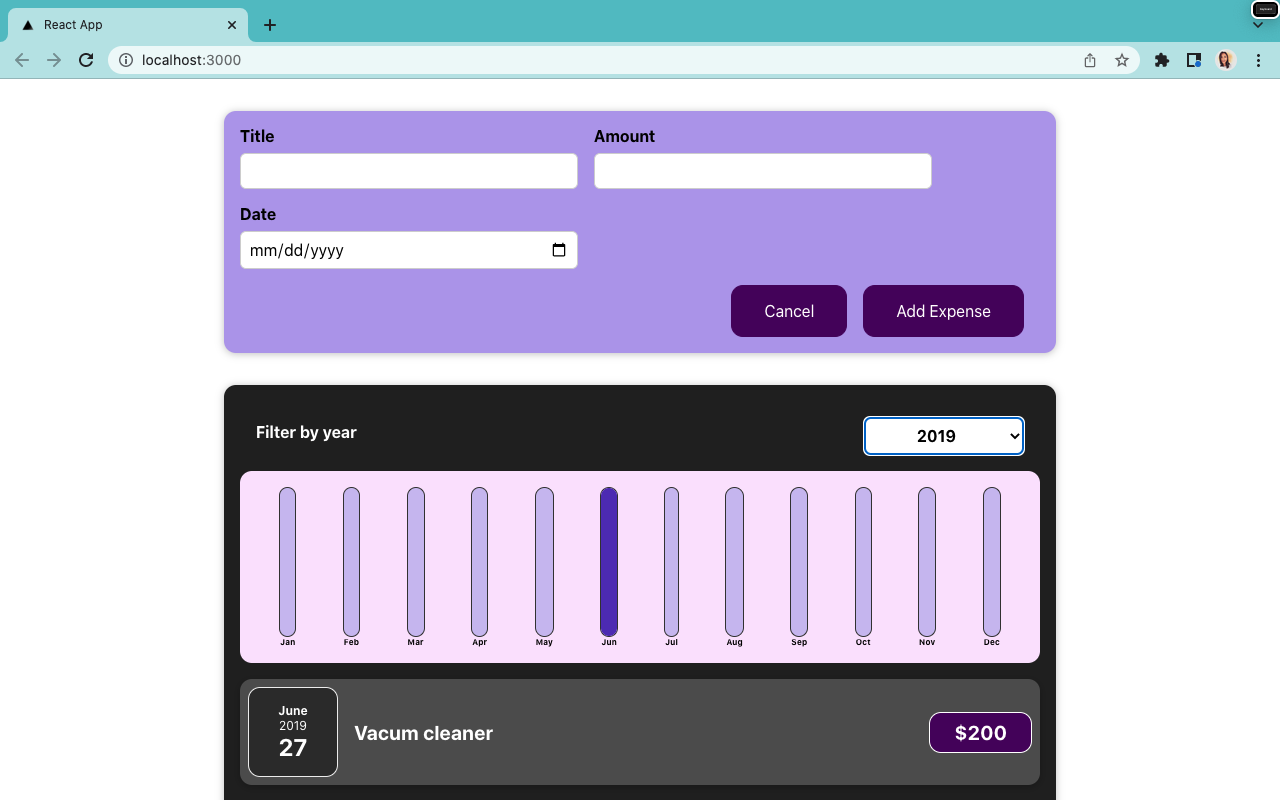 React App
localhost:3000
Title Amount
Date
mm/dd/yyyy
Cancel Add Expense
Filter by year 2019
Jan Feb Mar Apr May Jun Jul Aug Sep Oct Nov Dec
June
2019
27
Vacum cleaner
$200